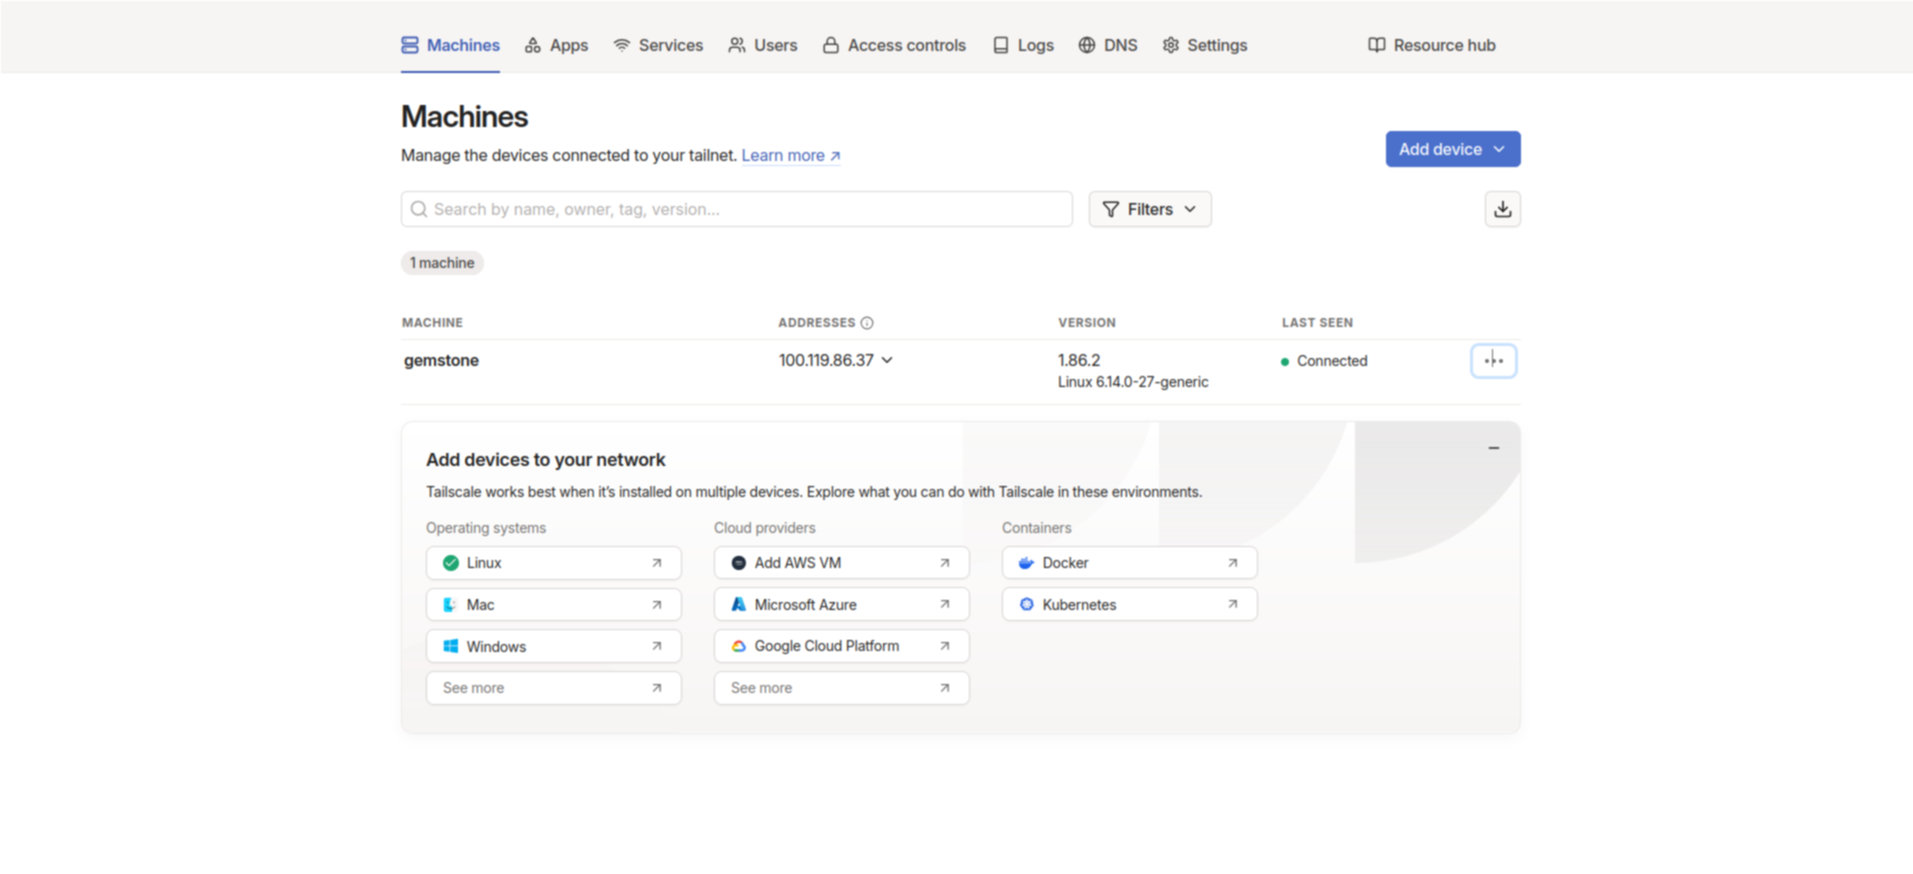 Machines Apps Services Users Access controls Logs DNS Settings Resource hub
Machines
Manage the devices connected to your tailnet. Learn more
Add device
Search by name, owner, tag, version...
Filters
1 machine
MACHINE ADDRESSES VERSION LAST SEEN
gemstone 100.119.86.37 1.86.2 Connected
Linux 6.14.0-27-generic
Add devices to your network
Tailscale works best when it's installed on multiple devices. Explore what you can do with Tailscale in these environments.
Operating systems Cloud providers Containers
Linux Add AWS VM Docker
Mac Microsoft Azure Kubernetes
Windows Google Cloud Platform
See more See more